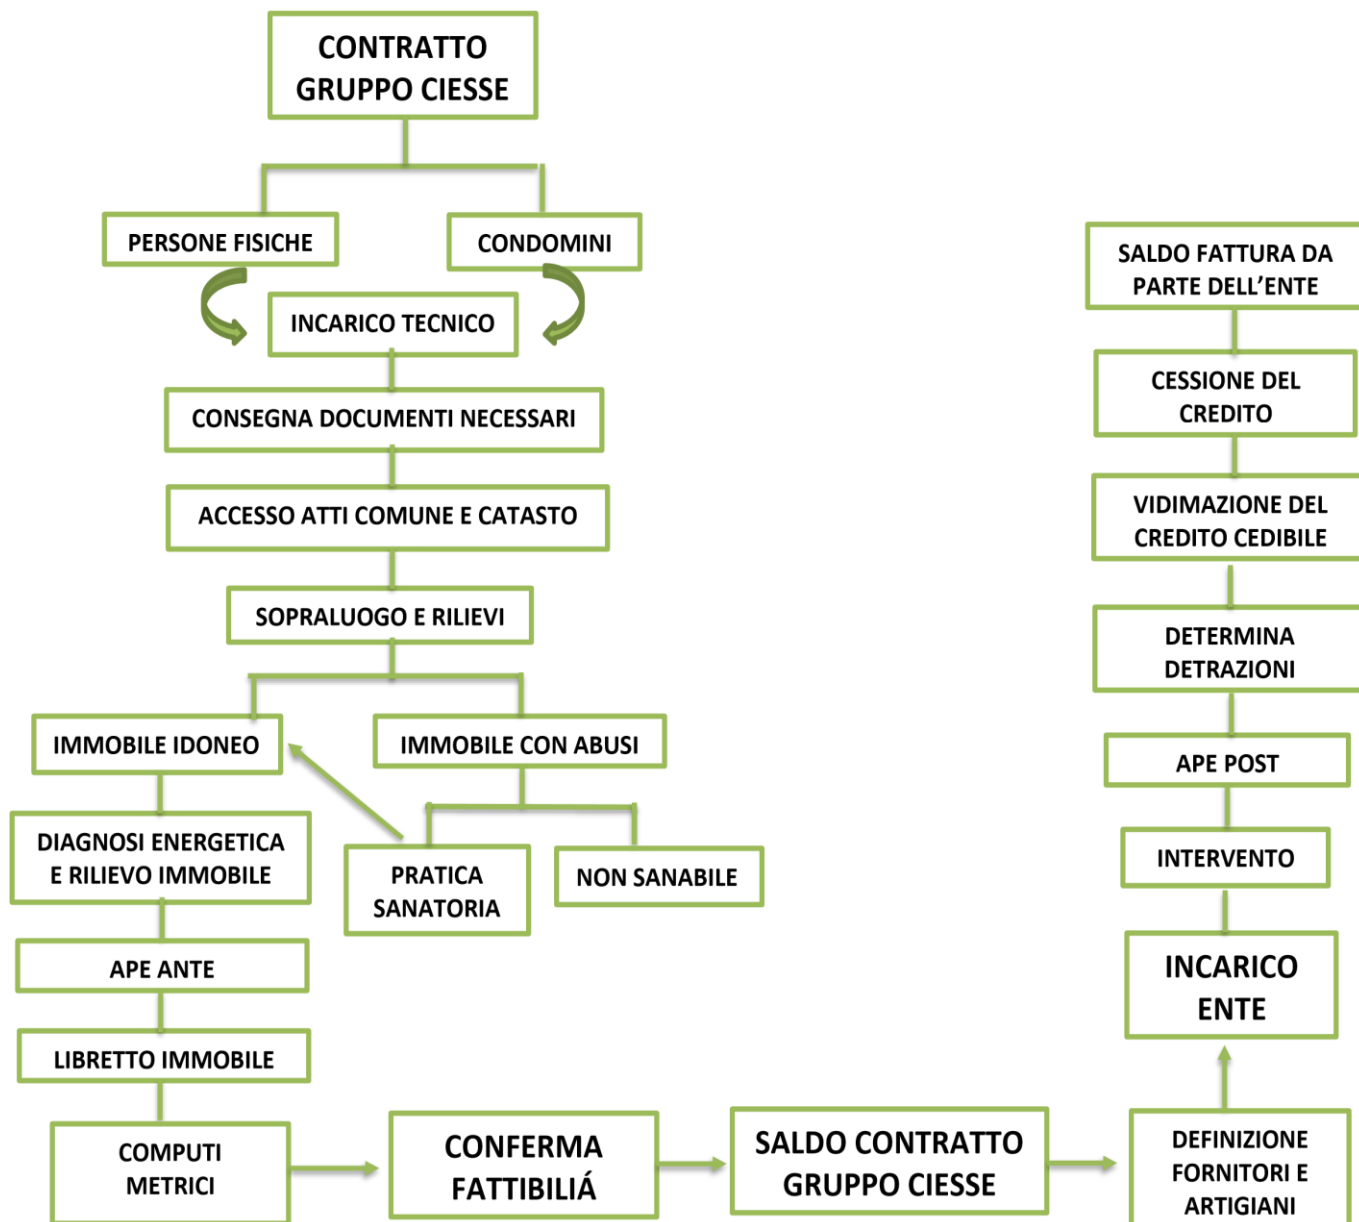 CONTRATTO
GRUPPO CIESSE
PERSONE FISICHE
CONDOMINI
INCARICO TECNICO
CONSEGNA DOCUMENTI NECESSARI
ACCESSO ATTI COMUNE E CATASTO
SOPRALUOGO E RILIEVI
IMMOBILE IDONEO
IMMOBILE CON ABUSI
DIAGNOSI ENERGETICA
E RILIEVO IMMOBILE
PRATICA
SANATORIA
NON SANABILE
APE ANTE
LIBRETTO IMMOBILE
COMPUTI
METRICI
CONFERMA
FATTIBILIÁ
SALDO CONTRATTO
GRUPPO CIESSE
DEFINIZIONE
FORNITORI E
ARTIGIANI
INCARICO
ENTE
INTERVENTO
APE POST
DETERMINA
DETRAZIONI
VIDIMAZIONE DEL
CREDITO CEDIBILE
CESSIONE DEL
CREDITO
SALDO FATTURA DA
PARTE DELL’ENTE